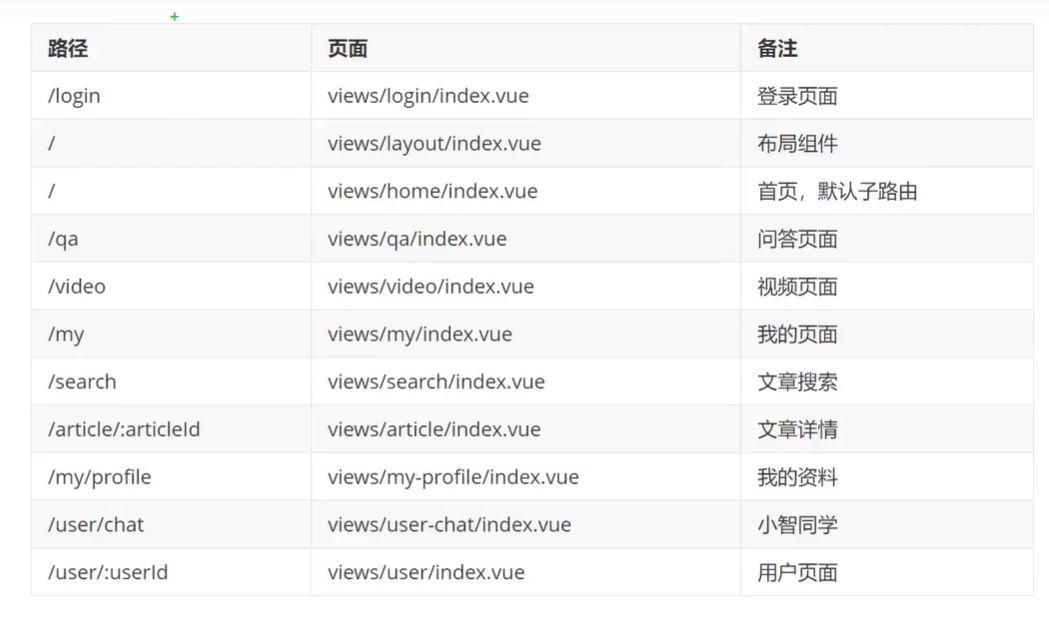 路径 页面 备注
/login views/login/index.vue 登录页面
/ views/layout/index.vue 布局组件
/ views/home/index.vue 首页，默认子路由
/qa views/qa/index.vue 问答页面
/video views/video/index.vue 视频页面
/my views/my/index.vue 我的页面
/search views/search/index.vue 文章搜索
/article/:articleId views/article/index.vue 文章详情
/my/profile views/my-profile/index.vue 我的资料
/user/chat views/user-chat/index.vue 小智同学
/user/:userId views/user/index.vue 用户页面